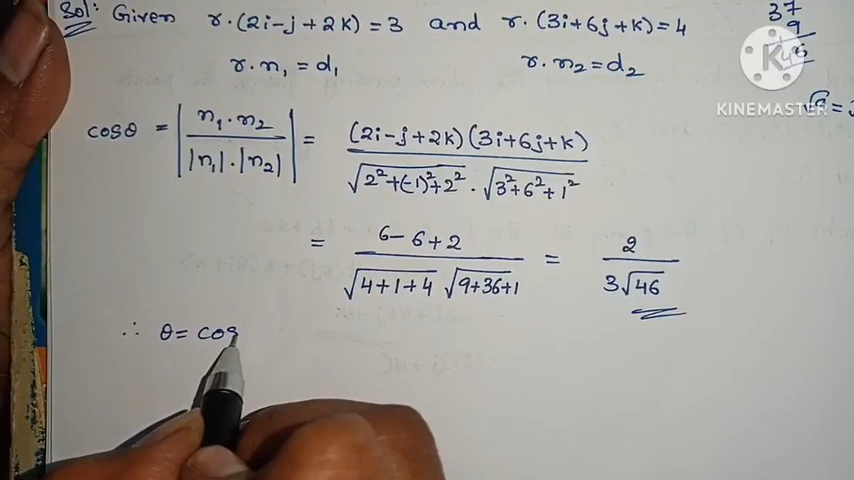 Sol: Given r.(2i-j+2k)=3 and r.(3i+6j+k)=4
37
9
KINEMASTER
r.n₁=d₁ r.n₂=d₂
cosθ = |n₁.n₂ / |n₁|.|n₂|| = (2i-j+2k)(3i+6j+k) / √2²+(-1)²+2² . √3²+6²+1²
= 6-6+2 / √4+1+4 √9+36+1 = 2 / 3√46
∴ θ= cos